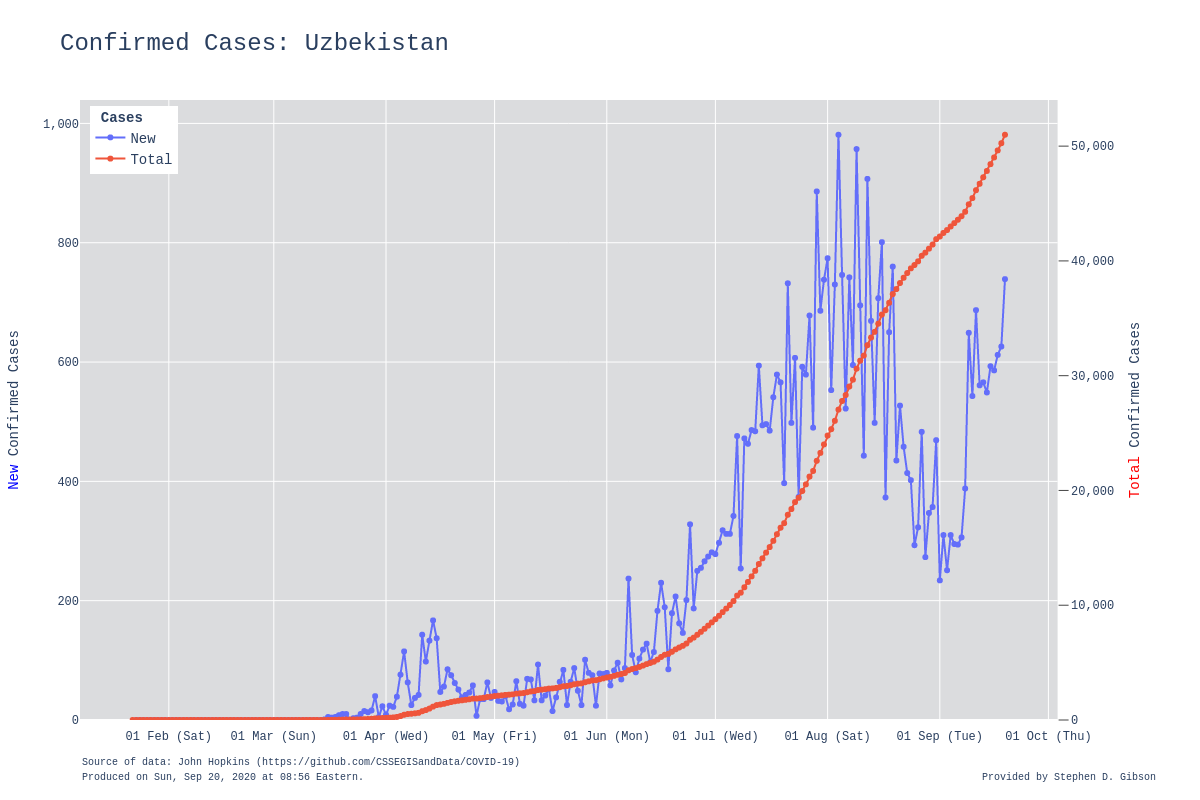 Confirmed Cases: Uzbekistan
Cases
New
Total
1,000
800
600
400
200
0
50,000
40,000
30,000
20,000
10,000
0
New Confirmed Cases
Total Confirmed Cases
01 Feb (Sat) 01 Mar (Sun) 01 Apr (Wed) 01 May (Fri) 01 Jun (Mon) 01 Jul (Wed) 01 Aug (Sat) 01 Sep (Tue) 01 Oct (Thu)
Source of data: John Hopkins (https://github.com/CSSEGISandData/COVID-19)
Produced on Sun, Sep 20, 2020 at 08:56 Eastern.
Provided by Stephen D. Gibson